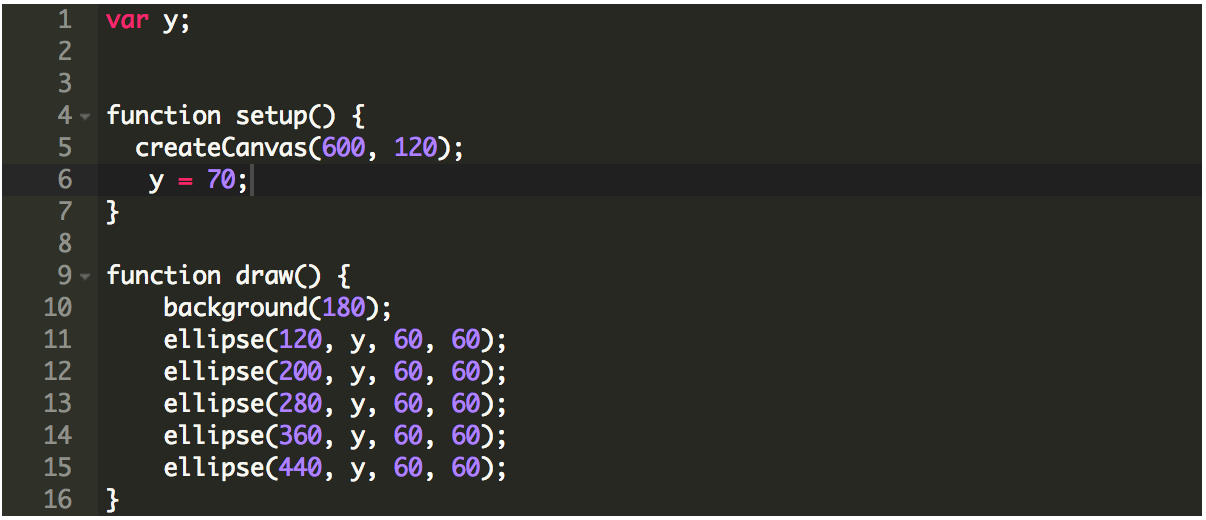 1 var y;
2
3
4 function setup() {
5   createCanvas(600, 120);
6    y = 70;
7 }
8
9 function draw() {
10     background(180);
11     ellipse(120, y, 60, 60);
12     ellipse(200, y, 60, 60);
13     ellipse(280, y, 60, 60);
14     ellipse(360, y, 60, 60);
15     ellipse(440, y, 60, 60);
16 }